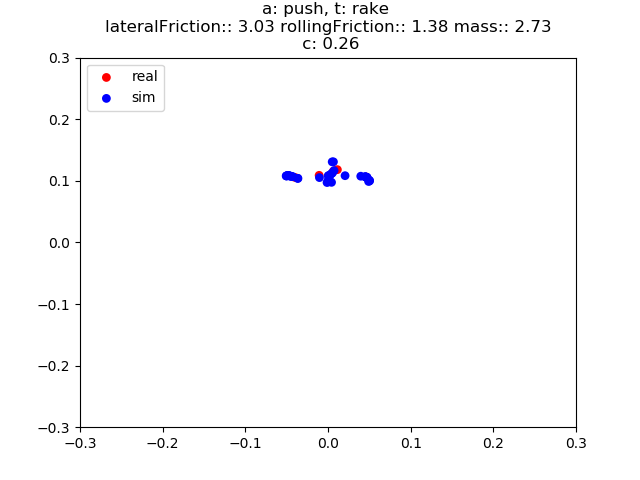 a: push, t: rake
lateralFriction:: 3.03 rollingFriction:: 1.38 mass:: 2.73
c: 0.26
real
sim
0.3
0.2
0.1
0.0
−0.1
−0.2
−0.3
−0.3
−0.2
−0.1
0.0
0.1
0.2
0.3